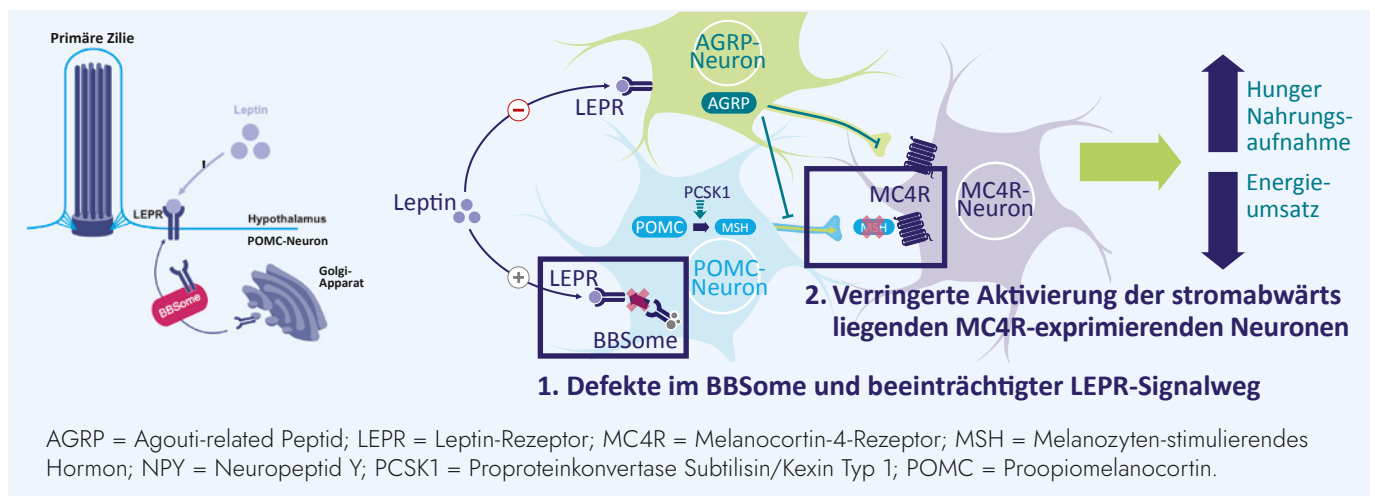 Primäre Zilie
Leptin
LEPR
Hypothalamus
POMC-Neuron
BBSome
Golgi-
Apparat
Leptin
−
+
LEPR
AGRP-
Neuron
AGRP
PCSK1
POMC
MSH
POMC-
Neuron
LEPR
BBSome
MC4R
MSH
MC4R-
Neuron
Hunger
Nahrungs-
aufnahme
Energie-
umsatz
2. Verringerte Aktivierung der stromabwärts
liegenden MC4R-exprimierenden Neuronen
1. Defekte im BBSome und beeinträchtigter LEPR-Signalweg
AGRP = Agouti-related Peptid; LEPR = Leptin-Rezeptor; MC4R = Melanocortin-4-Rezeptor; MSH = Melanozyten-stimulierendes
Hormon; NPY = Neuropeptid Y; PCSK1 = Proproteinkonvertase Subtilisin/Kexin Typ 1; POMC = Proopiomelanocortin.